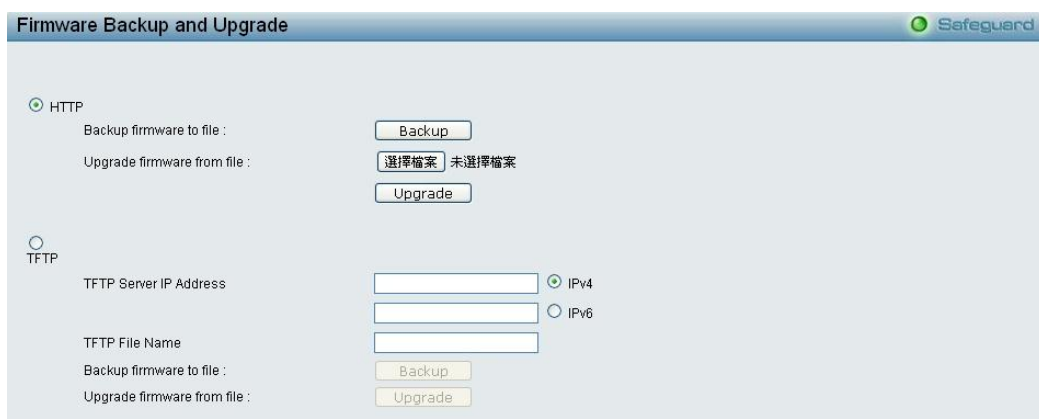 Firmware Backup and Upgrade
Safeguard
HTTP
Backup firmware to file :
Backup
Upgrade firmware from file :
選擇檔案 未選擇檔案
Upgrade
TFTP
TFTP Server IP Address
IPv4
IPv6
TFTP File Name
Backup firmware to file :
Backup
Upgrade firmware from file :
Upgrade